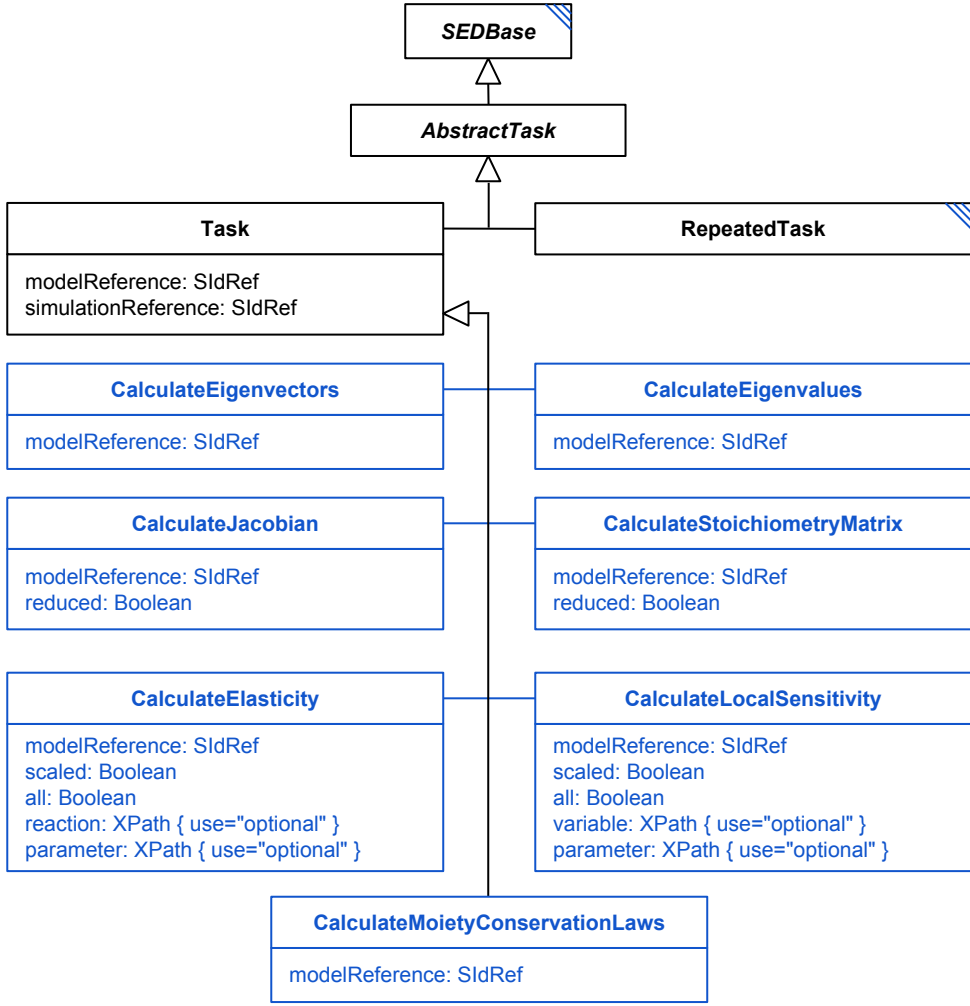 SEDBase
AbstractTask
Task
modelReference: SIdRef
simulationReference: SIdRef
RepeatedTask
CalculateEigenvectors
modelReference: SIdRef
CalculateEigenvalues
modelReference: SIdRef
CalculateJacobian
modelReference: SIdRef
reduced: Boolean
CalculateStoichiometryMatrix
modelReference: SIdRef
reduced: Boolean
CalculateElasticity
modelReference: SIdRef
scaled: Boolean
all: Boolean
reaction: XPath { use="optional" }
parameter: XPath { use="optional" }
CalculateLocalSensitivity
modelReference: SIdRef
scaled: Boolean
all: Boolean
variable: XPath { use="optional" }
parameter: XPath { use="optional" }
CalculateMoietyConservationLaws
modelReference: SIdRef